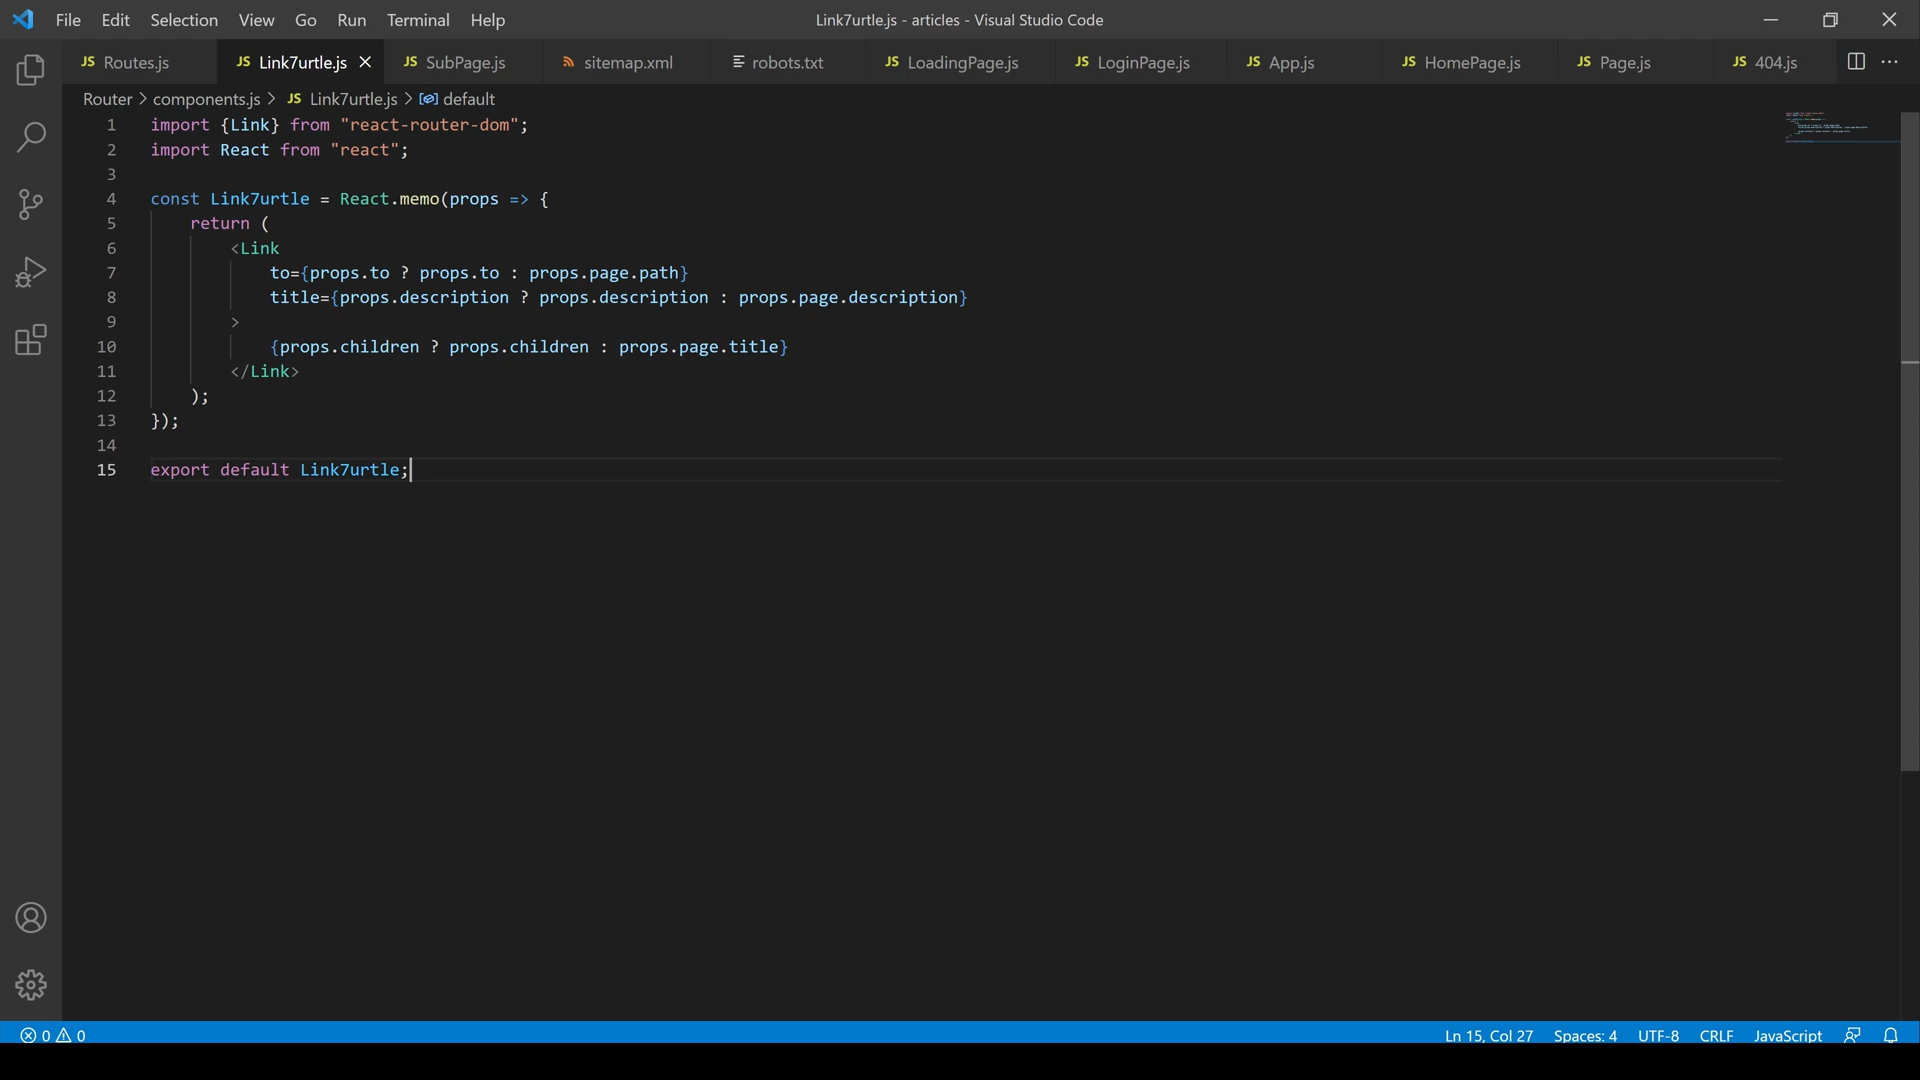 File Edit Selection View Go Run Terminal Help Link7urtle.js - articles - Visual Studio Code
JS Routes.js JS Link7urtle.js JS SubPage.js sitemap.xml robots.txt JS LoadingPage.js JS LoginPage.js JS App.js JS HomePage.js JS Page.js JS 404.js
Router > components.js > JS Link7urtle.js > default
1 import {Link} from "react-router-dom";
2 import React from "react";
3
4 const Link7urtle = React.memo(props => {
5 return (
6 <Link
7 to={props.to ? props.to : props.page.path}
8 title={props.description ? props.description : props.page.description}
9 >
10 {props.children ? props.children : props.page.title}
11 </Link>
12 );
13 });
14
15 export default Link7urtle;
0 0 Ln 15, Col 27 Spaces: 4 UTF-8 CRLF JavaScript